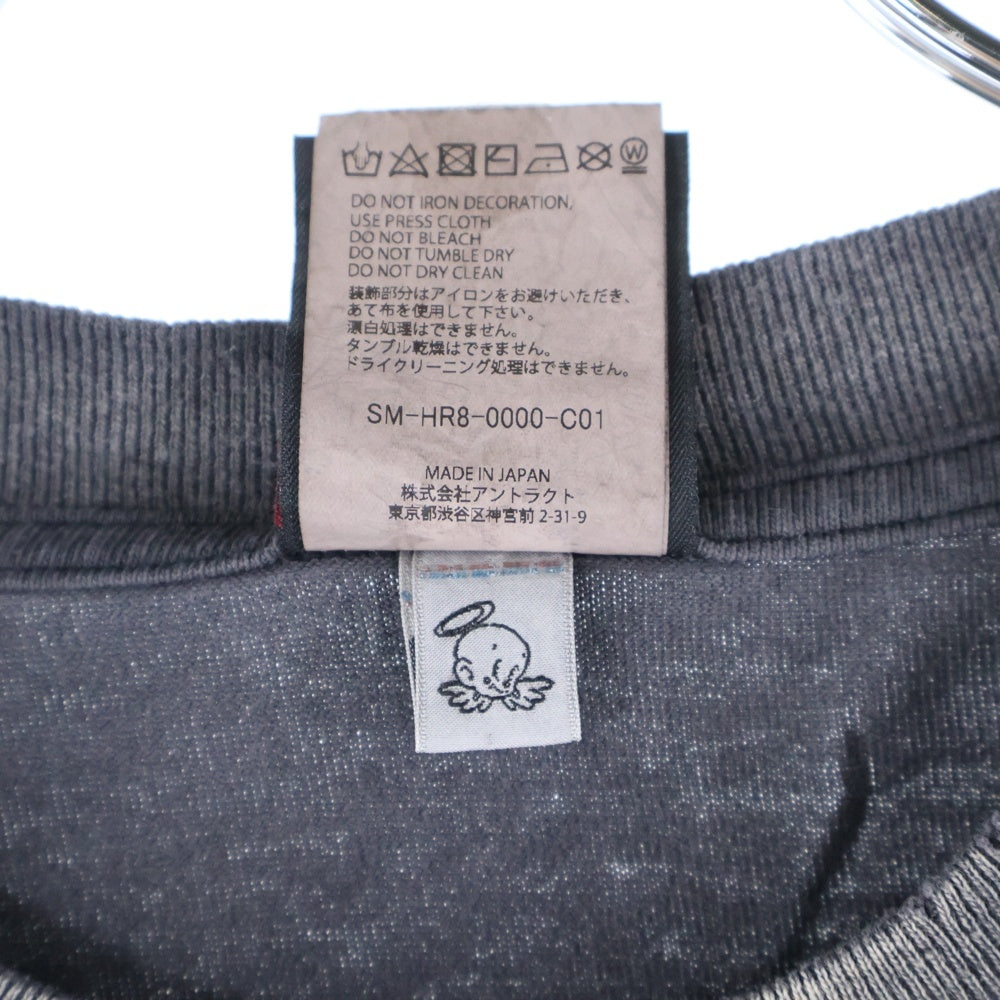 W
DO NOT IRON DECORATION,
USE PRESS CLOTH
DO NOT BLEACH
DO NOT TUMBLE DRY
DO NOT DRY CLEAN
装飾部分はアイロンをお避けいただき、
あて布を使用して下さい。
漂白処理はできません。
タンブル乾燥はできません。
ドライクリーニング処理はできません。
SM-HR8-0000-C01
MADE IN JAPAN
株式会社アントラクト
東京都渋谷区神宮前 2-31-9